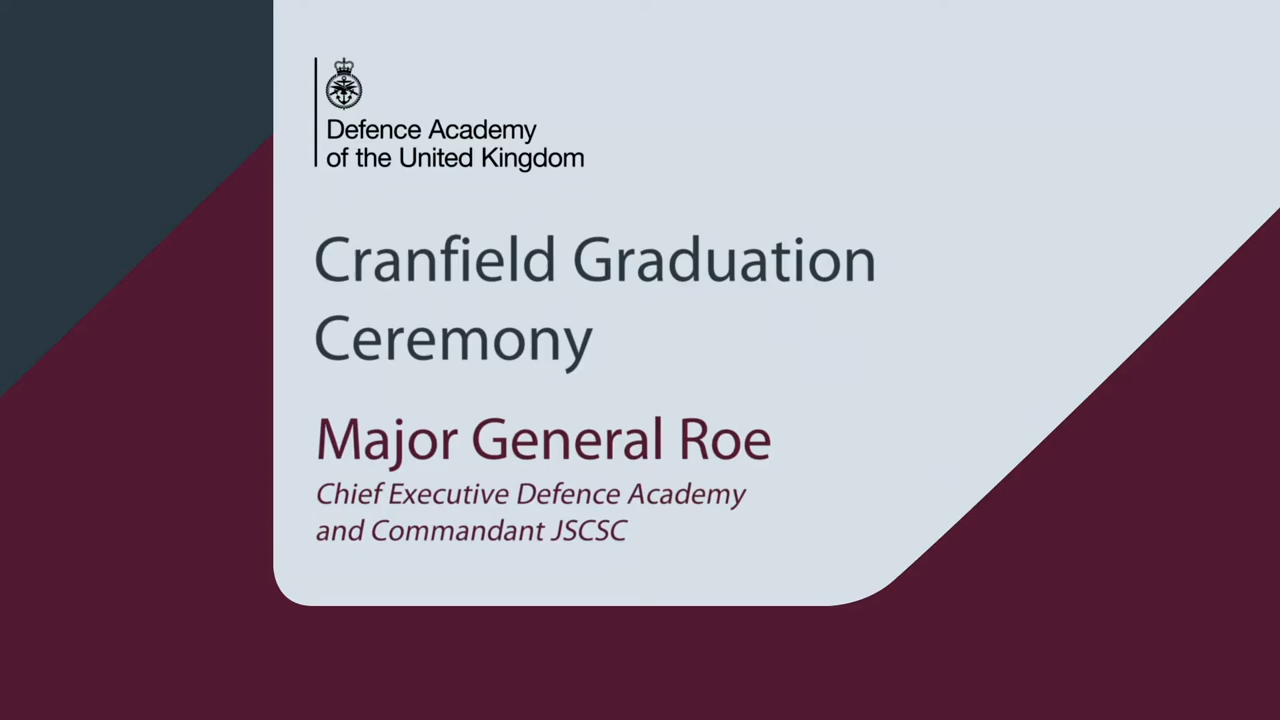 Defence Academy
of the United Kingdom
Cranfield Graduation
Ceremony
Major General Roe
Chief Executive Defence Academy
and Commandant JSCSC